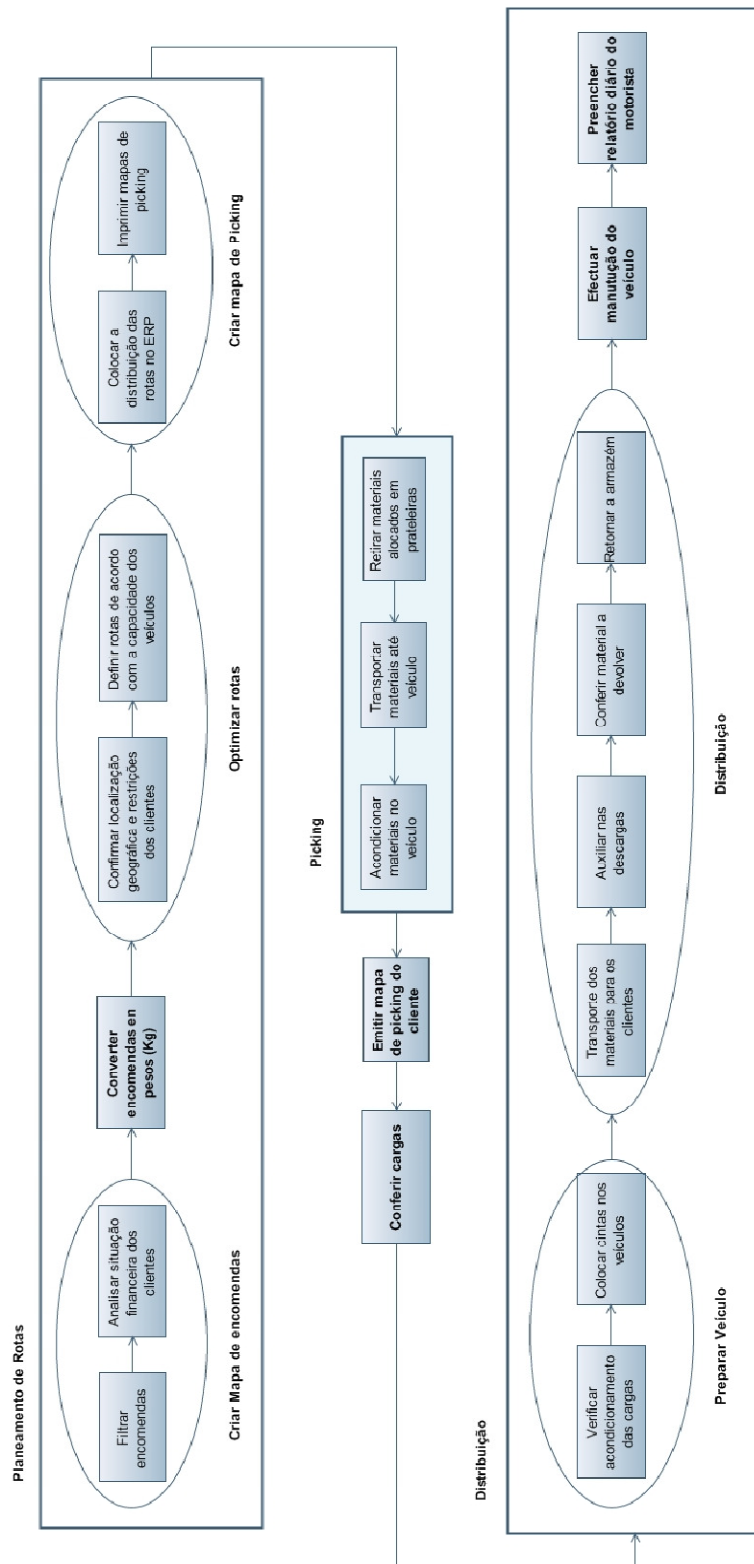 Planeamento de Rotas
Filtrar
encomendas
Analisar situação
financeira dos
clientes
Criar Mapa de encomendas
Converter
encomendas en
pesos (Kg)
Confirmar localização
geográfica e restrições
dos clientes
Definir rotas de acordo
com a capacidade dos
veículos
Optimizar rotas
Colocar a
distribuição das
rotas no ERP
Imprimir mapas de
picking
Criar mapa de Picking
Picking
Retirar materiais
alocados em
prateleiras
Transportar
materiais até
veículo
Acondicionar
materiais no
veículo
Emitir mapa
de picking do
cliente
Conferir cargas
Distribuição
Verificar
acondicionamento
das cargas
Colocar cintas nos
veículos
Preparar Veículo
Transporte dos
materiais para os
clientes
Auxiliar nas
descargas
Conferir material a
devolver
Retornar a armazém
Distribuição
Efectuar
manutução do
veículo
Preencher
relatório diário do
motorista